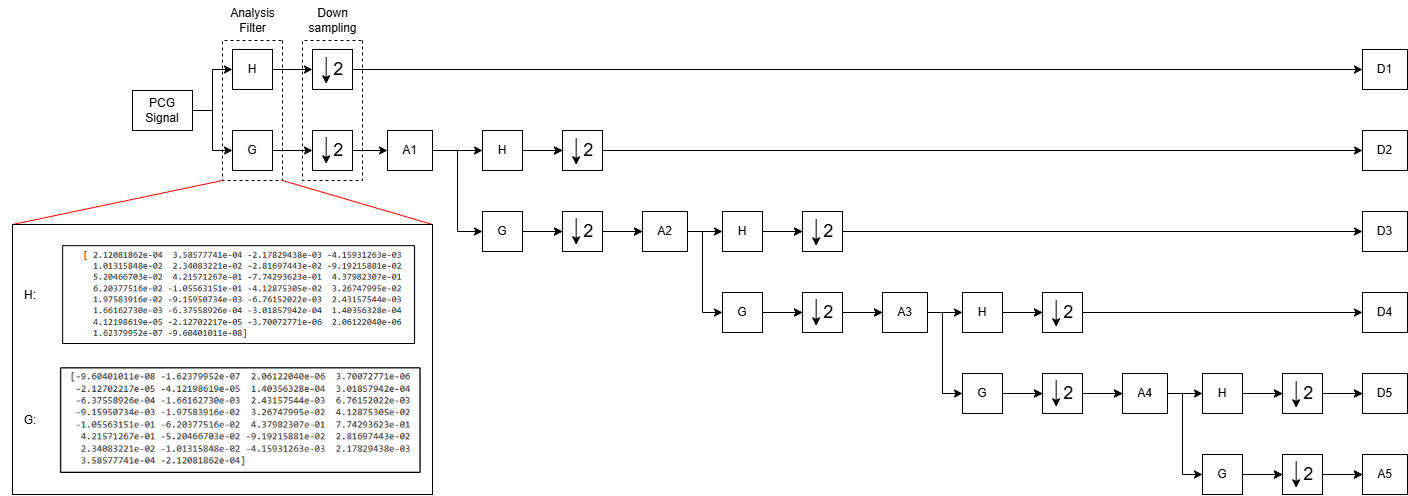 Analysis
Filter
Down
sampling
H
2
D1
PCG
Signal
G
2
A1
H
2
D2
G
2
A2
H
2
D3
G
2
A3
H
2
D4
G
2
A4
H
2
D5
G
2
A5
H:
[ 2.12081862e-04 3.58577741e-04 -2.17829438e-03 -4.15931263e-03
1.01315848e-02 2.34083221e-02 -2.81697443e-02 -9.19215881e-02
5.20466703e-02 4.21571267e-01 -7.74293623e-01 4.37982307e-01
6.20377516e-02 -1.05563151e-01 -4.12875305e-02 3.26747995e-02
1.97583916e-02 -9.15950734e-03 -6.76152022e-03 2.43157544e-03
1.66162730e-03 -6.37558926e-04 -3.01857942e-04 1.40356328e-04
4.12198619e-05 -2.12702217e-05 -3.70072771e-06 2.06122040e-06
1.62379952e-07 -9.60401011e-08]
G:
[-9.60401011e-08 -1.62379952e-07 2.06122040e-06 3.70072771e-06
-2.12702217e-05 -4.12198619e-05 1.40356328e-04 3.01857942e-04
-6.37558926e-04 -1.66162730e-03 2.43157544e-03 6.76152022e-03
-9.15950734e-03 -1.97583916e-02 3.26747995e-02 4.12875305e-02
-1.05563151e-01 -6.20377516e-02 4.37982307e-01 7.74293623e-01
4.21571267e-01 -5.20466703e-02 -9.19215881e-02 2.81697443e-02
2.34083221e-02 -1.01315848e-02 -4.15931263e-03 2.17829438e-03
3.58577741e-04 -2.12081862e-04]